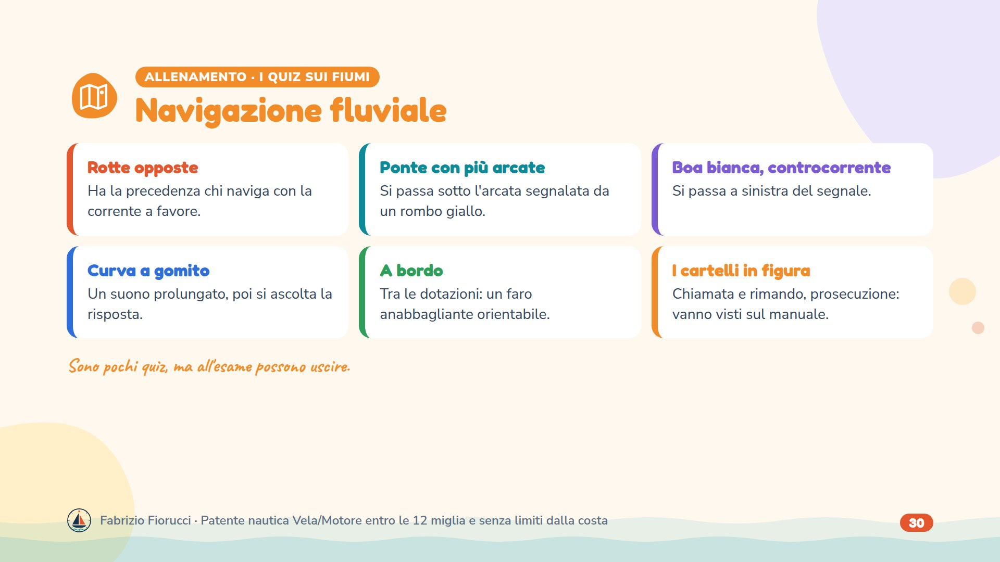 ALLENAMENTO · I QUIZ SUI FIUMI
Navigazione fluviale
Rotte opposte
Ha la precedenza chi naviga con la
corrente a favore.
Ponte con più arcate
Si passa sotto l'arcata segnalata da
un rombo giallo.
Boa bianca, controcorrente
Si passa a sinistra del segnale.
Curva a gomito
Un suono prolungato, poi si ascolta la
risposta.
A bordo
Tra le dotazioni: un faro
anabbagliante orientabile.
I cartelli in figura
Chiamata e rimando, prosecuzione:
vanno visti sul manuale.
Sono pochi quiz, ma all'esame possono uscire.
Fabrizio Fiorucci · Patente nautica Vela/Motore entro le 12 miglia e senza limiti dalla costa
30